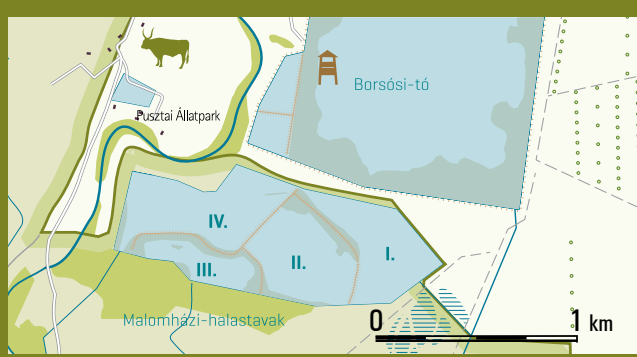 Borsósi-tó
Pusztai Állatpark
IV.
I.
II.
III.
Malomházi-halastavak
0 1 km